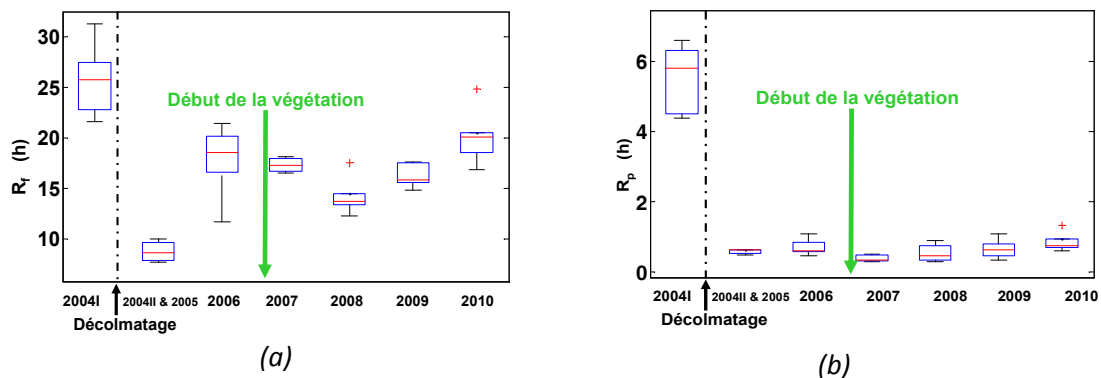 30
25
20
15
10
R_f (h)
Début de la végétation
2004I
2004II & 2005
2006
2007
2008
2009
2010
Décolmatage
(a)
6
4
2
0
R_p (h)
Début de la végétation
2004I
2004II & 2005
2006
2007
2008
2009
2010
Décolmatage
(b)